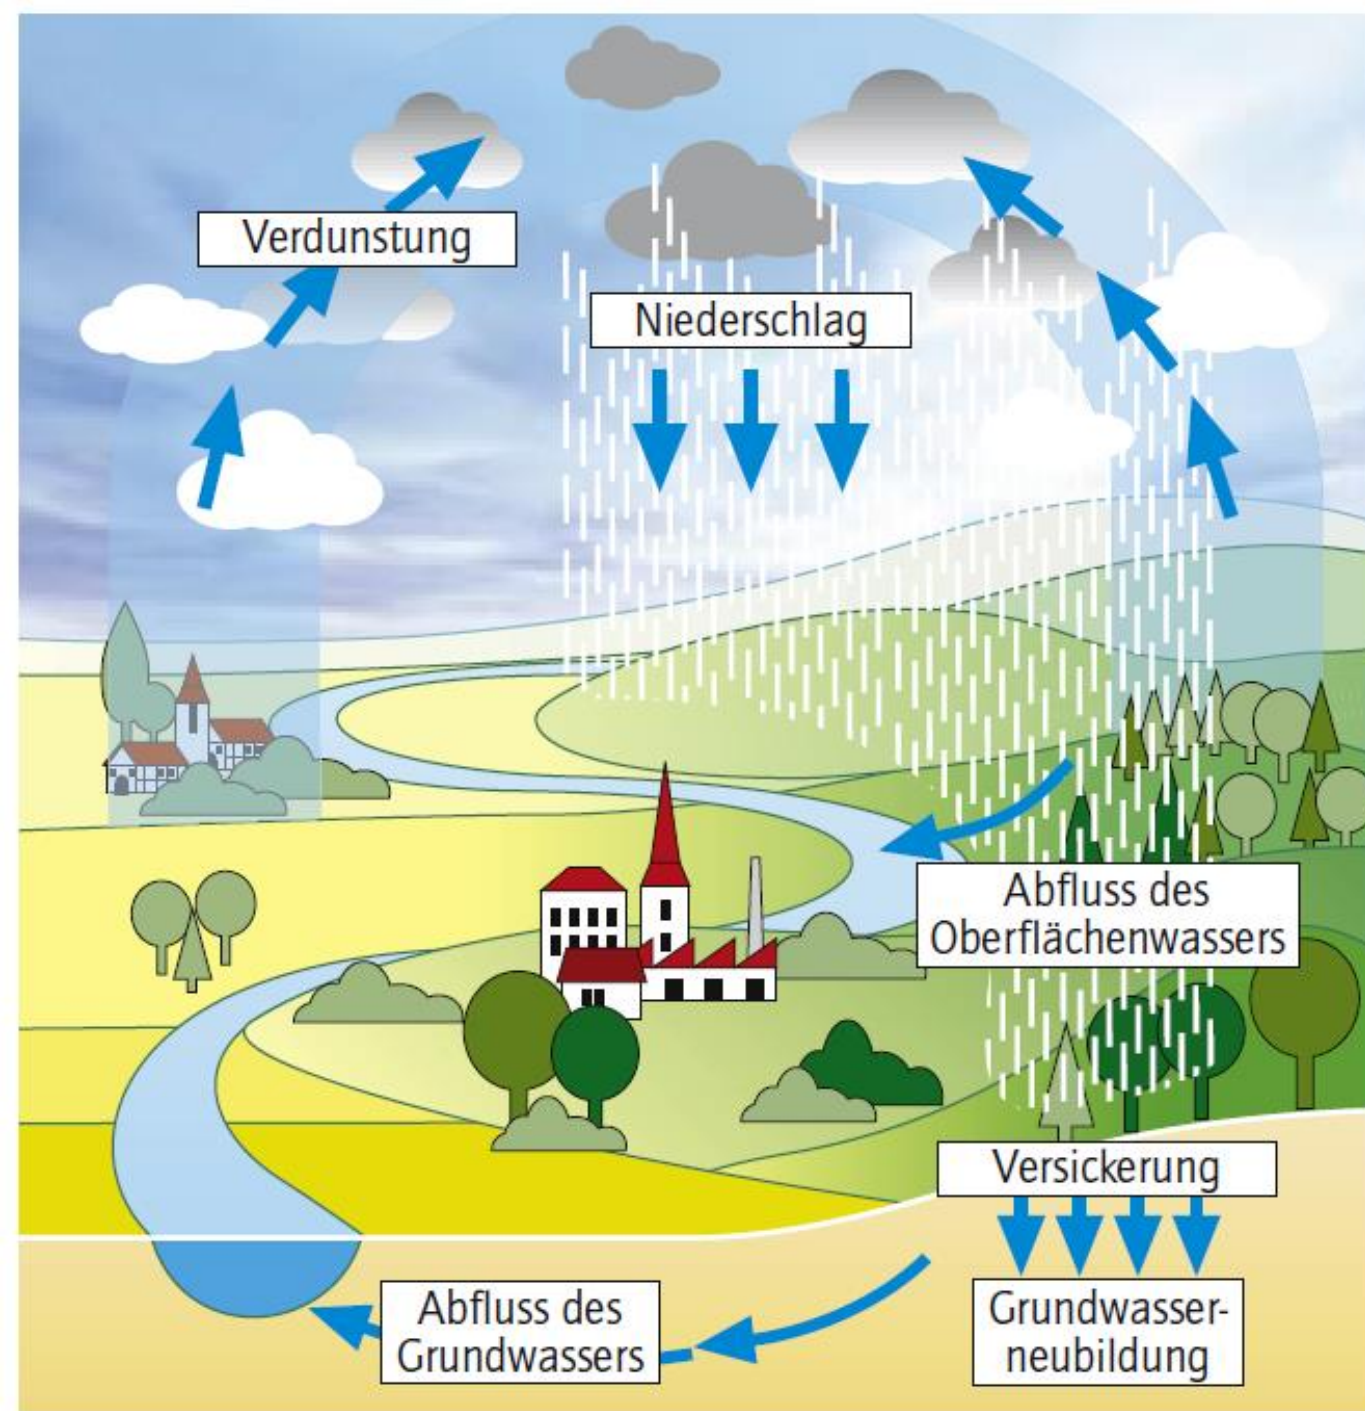 Verdunstung
Niederschlag
Abfluss des
Oberflächenwassers
Versickerung
Abfluss des
Grundwassers
Grundwasser-
neubildung